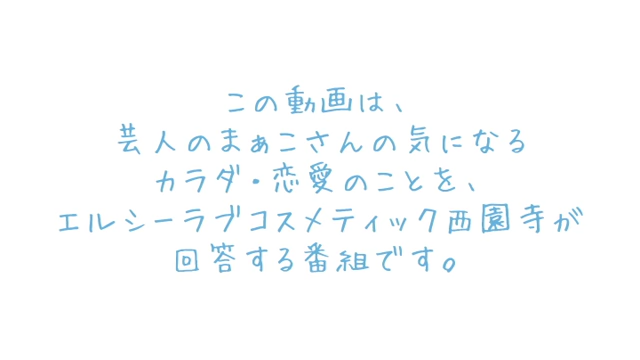 この動画は、
芸人のまぁこさんの気になる
カラダ・恋愛のことを、
エルシーラブコスメティック西園寺が
回答する番組です。